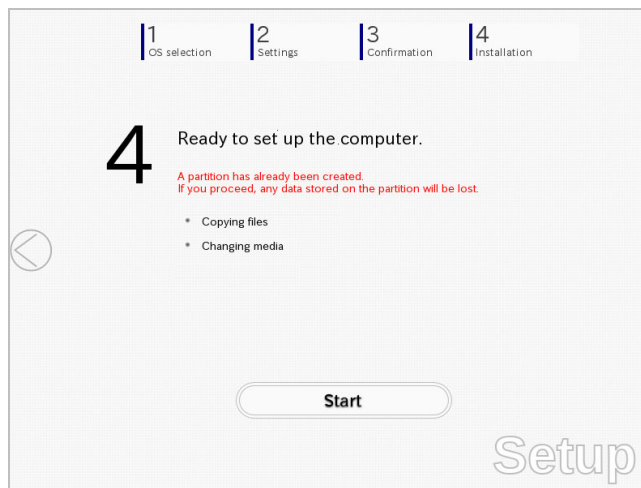 1
OS selection
2
Settings
3
Confirmation
4
Installation
4
Ready to set up the computer.
A partition has already been created.
If you proceed, any data stored on the partition will be lost.
Copying files
Changing media
Start
Setup